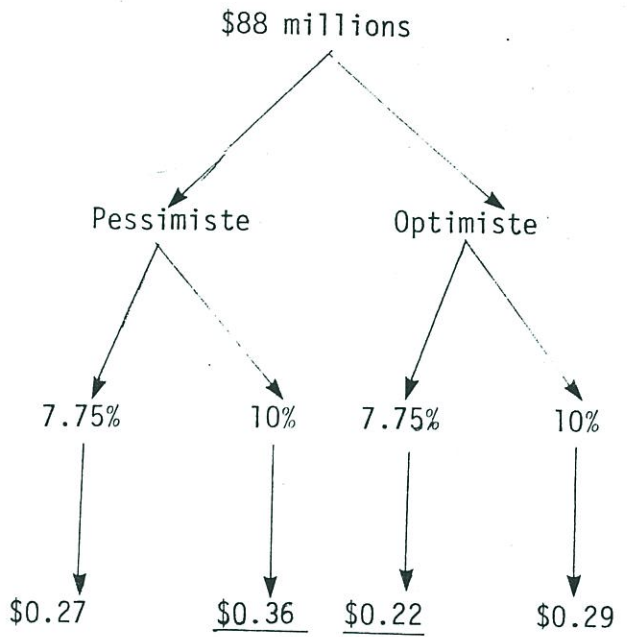 $88 millions
Pessimiste Optimiste
7.75% 10% 7.75% 10%
$0.27 $0.36 $0.22 $0.29